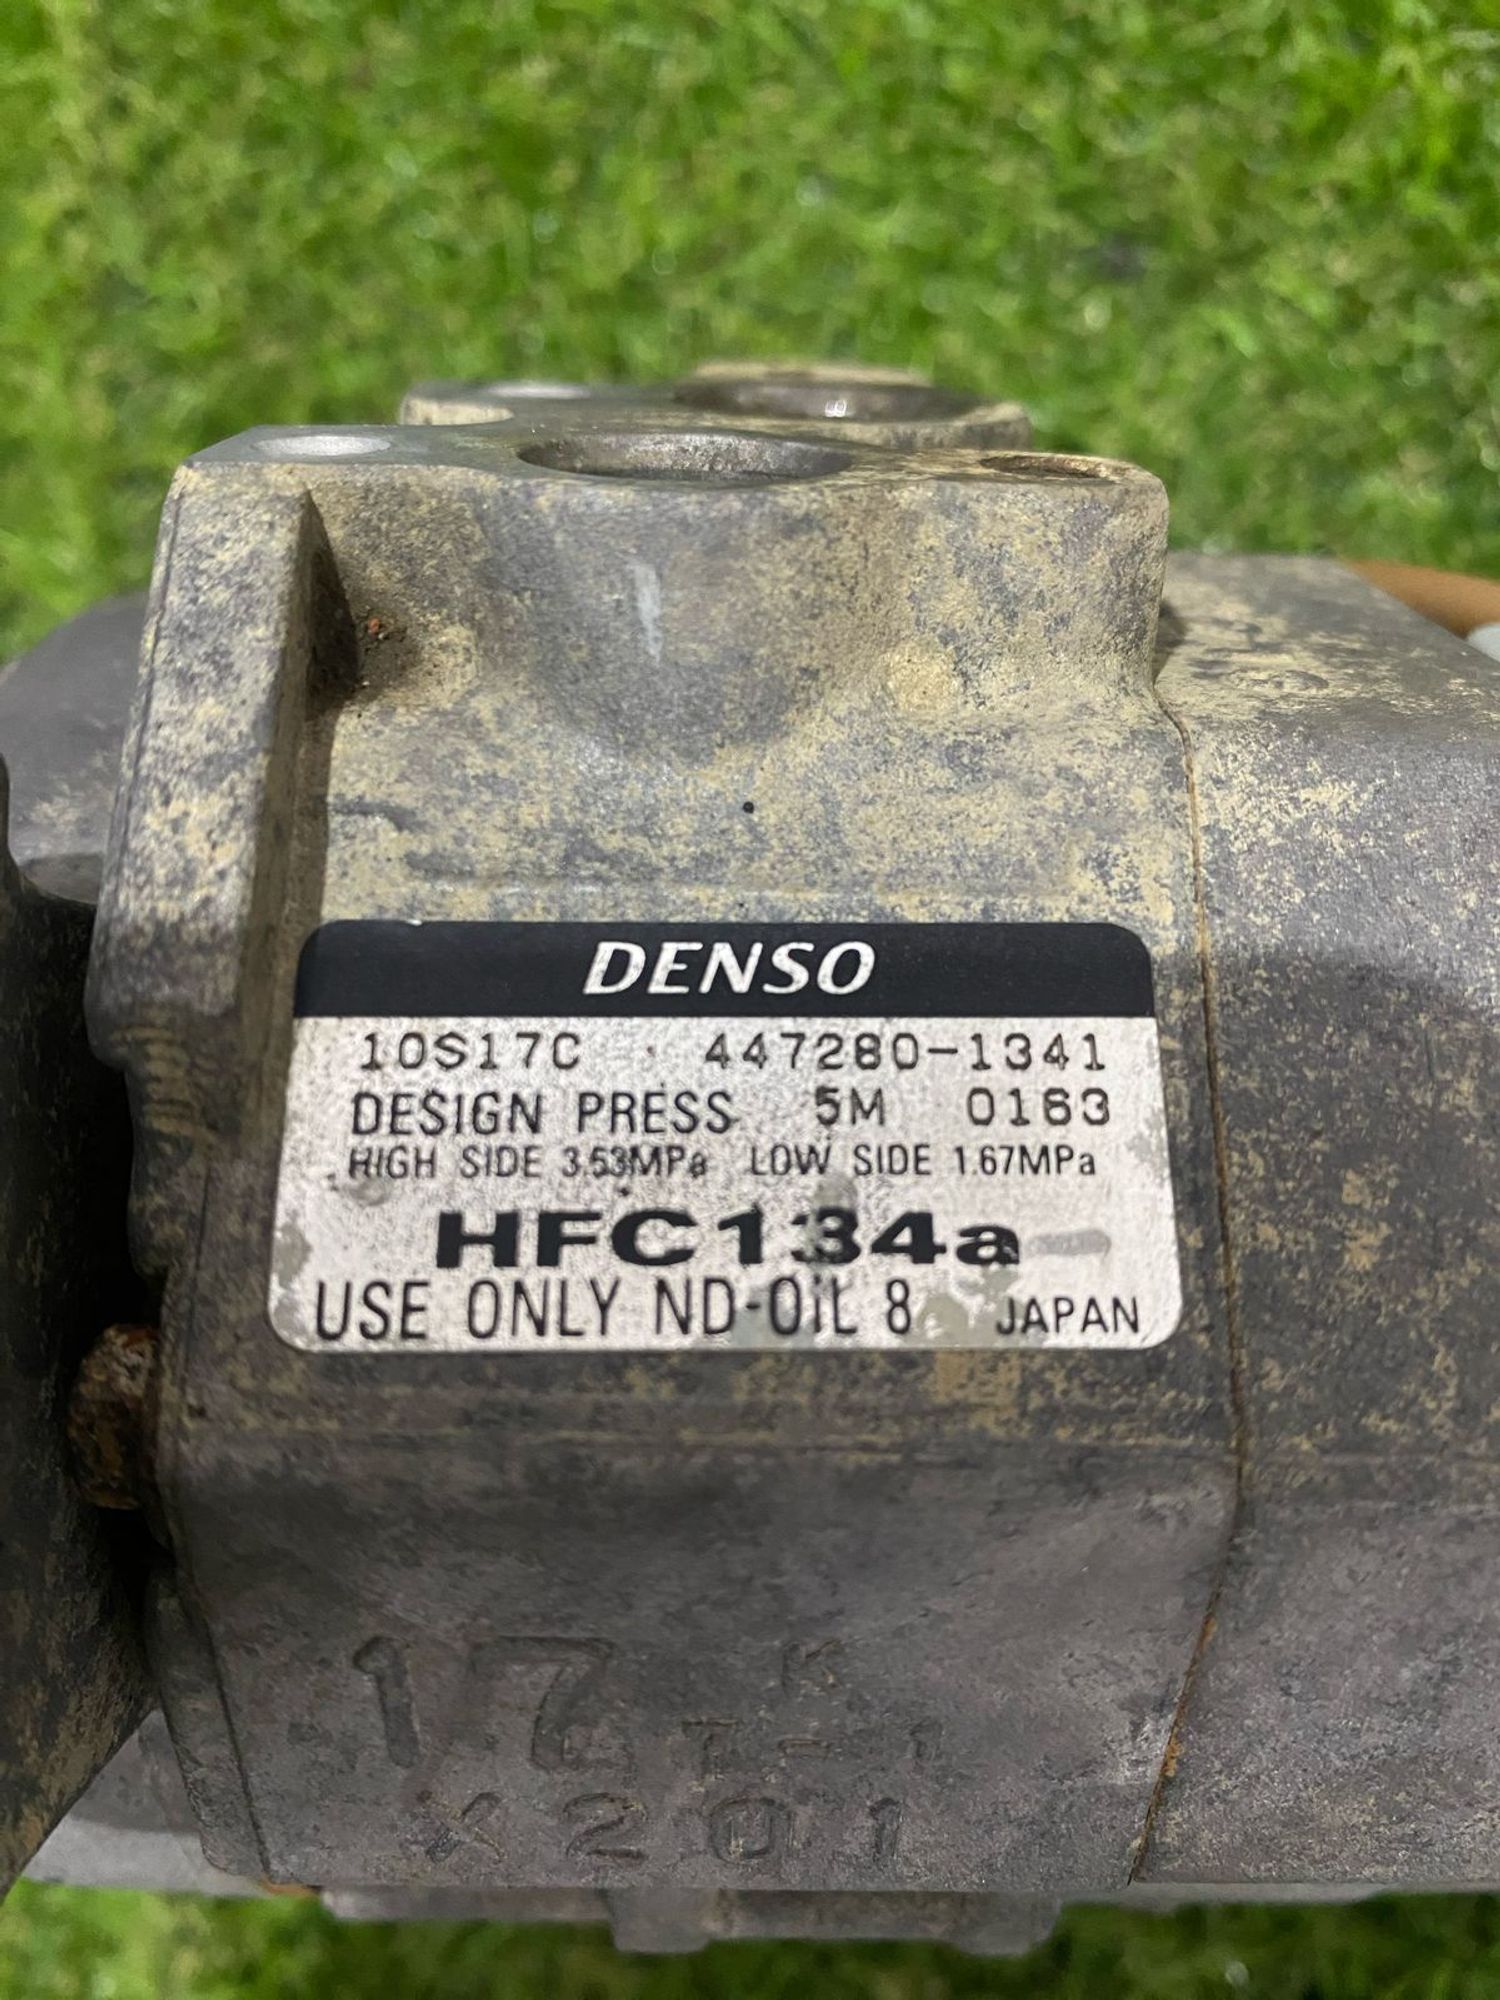 DENSO
10S17C 447280-1341
DESIGN PRESS 5M 0163
HIGH SIDE 3.53MPa LOW SIDE 1.67MPa
HFC134a
USE ONLY ND-OIL 8 JAPAN
17 K
T-1
X201